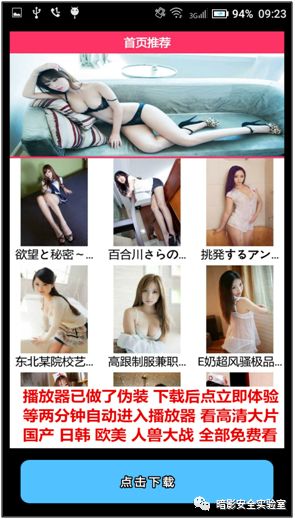 3G 94% 09:23
首页推荐
欲望と秘密～...
百合川さらの...
挑発するアン...
东北某院校艺...
高跟制服兼职...
E奶超风骚极品...
播放器已做了伪装 下载后点立即体验
等两分钟自动进入播放器 看高清大片
国产 日韩 欧美 人兽大战 全部免费看
点击下载
暗影安全实验室